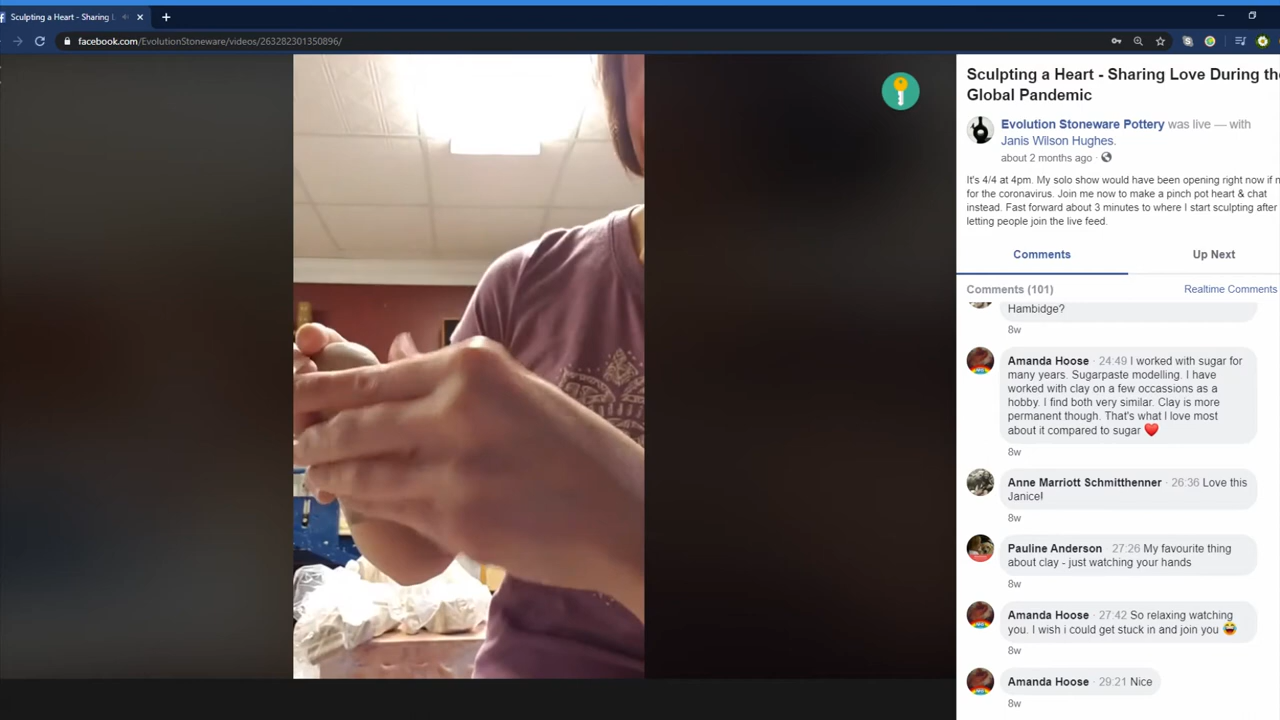 Sculpting a Heart - Sharing L
facebook.com/EvolutionStoneware/videos/263282301350896/
Sculpting a Heart - Sharing Love During the
Global Pandemic
Evolution Stoneware Pottery was live — with
Janis Wilson Hughes.
about 2 months ago
It's 4/4 at 4pm. My solo show would have been opening right now if n
for the coronavirus. Join me now to make a pinch pot heart & chat
instead. Fast forward about 3 minutes to where I start sculpting after
letting people join the live feed.
Comments
Up Next
Comments (101)
Realtime Comments
Hambidge?
8w
Amanda Hoose 24:49 I worked with sugar for
many years. Sugarpaste modelling. I have
worked with clay on a few occassions as a
hobby. I find both very similar. Clay is more
permanent though. That's what I love most
about it compared to sugar ❤️
8w
Anne Marriott Schmitthenner 26:36 Love this
Janice!
8w
Pauline Anderson 27:26 My favourite thing
about clay - just watching your hands
8w
Amanda Hoose 27:42 So relaxing watching
you. I wish i could get stuck in and join you 😂
8w
Amanda Hoose 29:21 Nice
8w